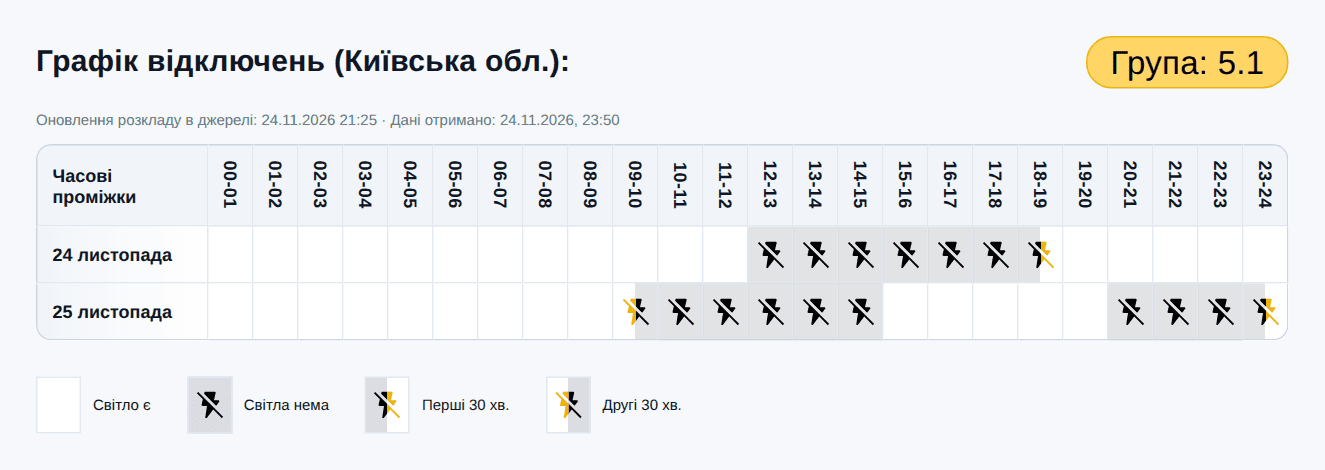 Графік відключень (Київська обл.):
Група: 5.1
Оновлення розкладу в джерелі: 24.11.2026 21:25 · Дані отримано: 24.11.2026, 23:50
Часові
проміжки
00-01
01-02
02-03
03-04
04-05
05-06
06-07
07-08
08-09
09-10
10-11
11-12
12-13
13-14
14-15
15-16
16-17
17-18
18-19
19-20
20-21
21-22
22-23
23-24
24 листопада
25 листопада
Світло є
Світла нема
Перші 30 хв.
Другі 30 хв.